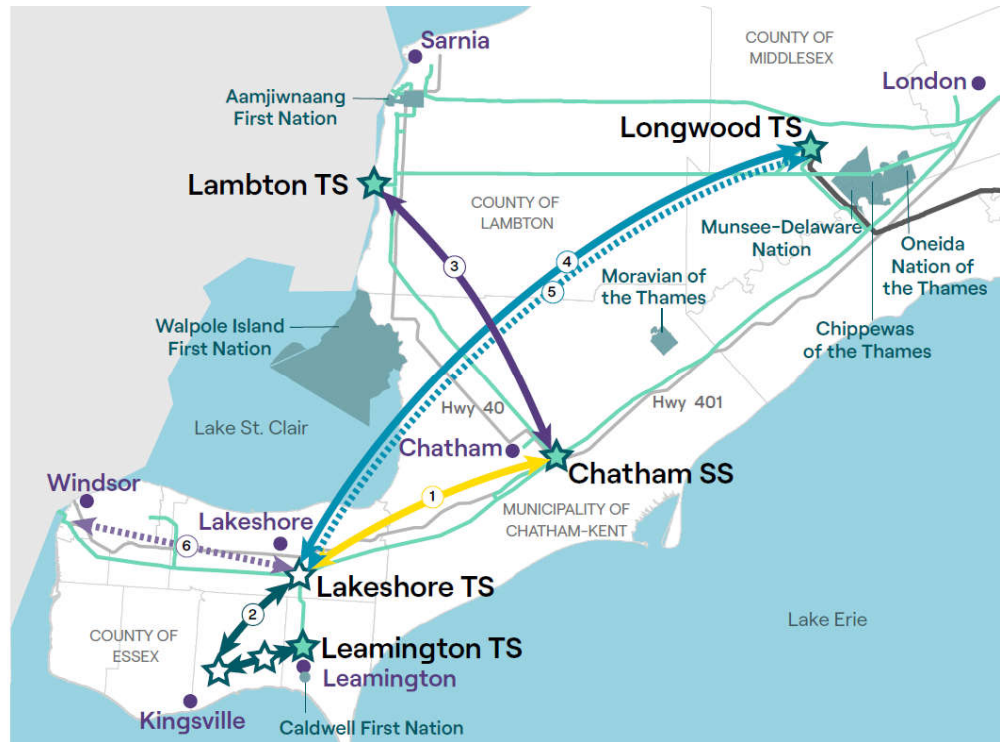 Sarnia
COUNTY OF
MIDDLESEX
London
Aamjiwnaang
First Nation
Longwood TS
Lambton TS
COUNTY OF
LAMBTON
Munsee-Delaware
Nation
Oneida
Nation of
the Thames
3
4
5
Moravian of
the Thames
Chippewas
of the Thames
Walpole Island
First Nation
Hwy 40
Hwy 401
Lake St. Clair
Chatham
Chatham SS
Windsor
1
MUNICIPALITY OF
CHATHAM-KENT
Lakeshore
6
Lakeshore TS
2
Lake Erie
COUNTY OF
ESSEX
Leamington TS
Leamington
Kingsville
Caldwell First Nation